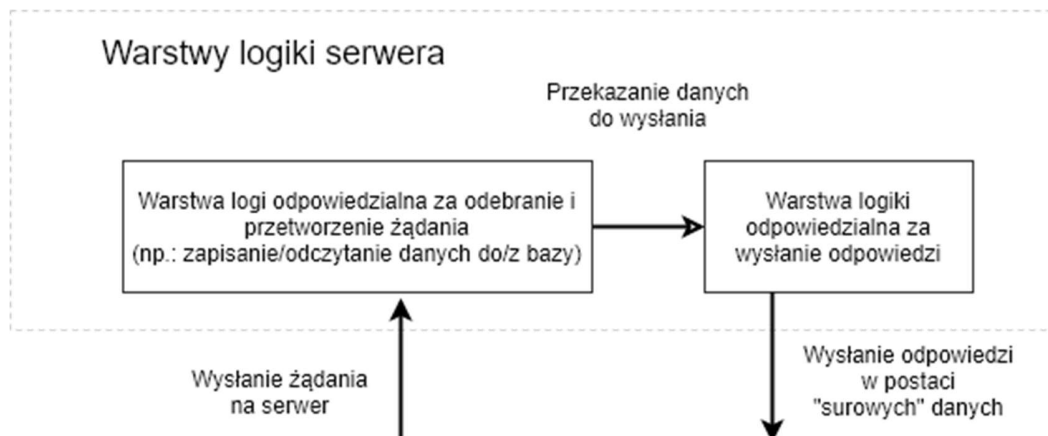 Warstwy logiki serwera
Przekazanie danych
do wysłania
Warstwa logi odpowiedzialna za odebranie i
przetworzenie żądania
(np.: zapisanie/odczytanie danych do/z bazy)
Warstwa logiki
odpowiedzialna za
wysłanie odpowiedzi
Wysłanie żądania
na serwer
Wysłanie odpowiedzi
w postaci
"surowych" danych